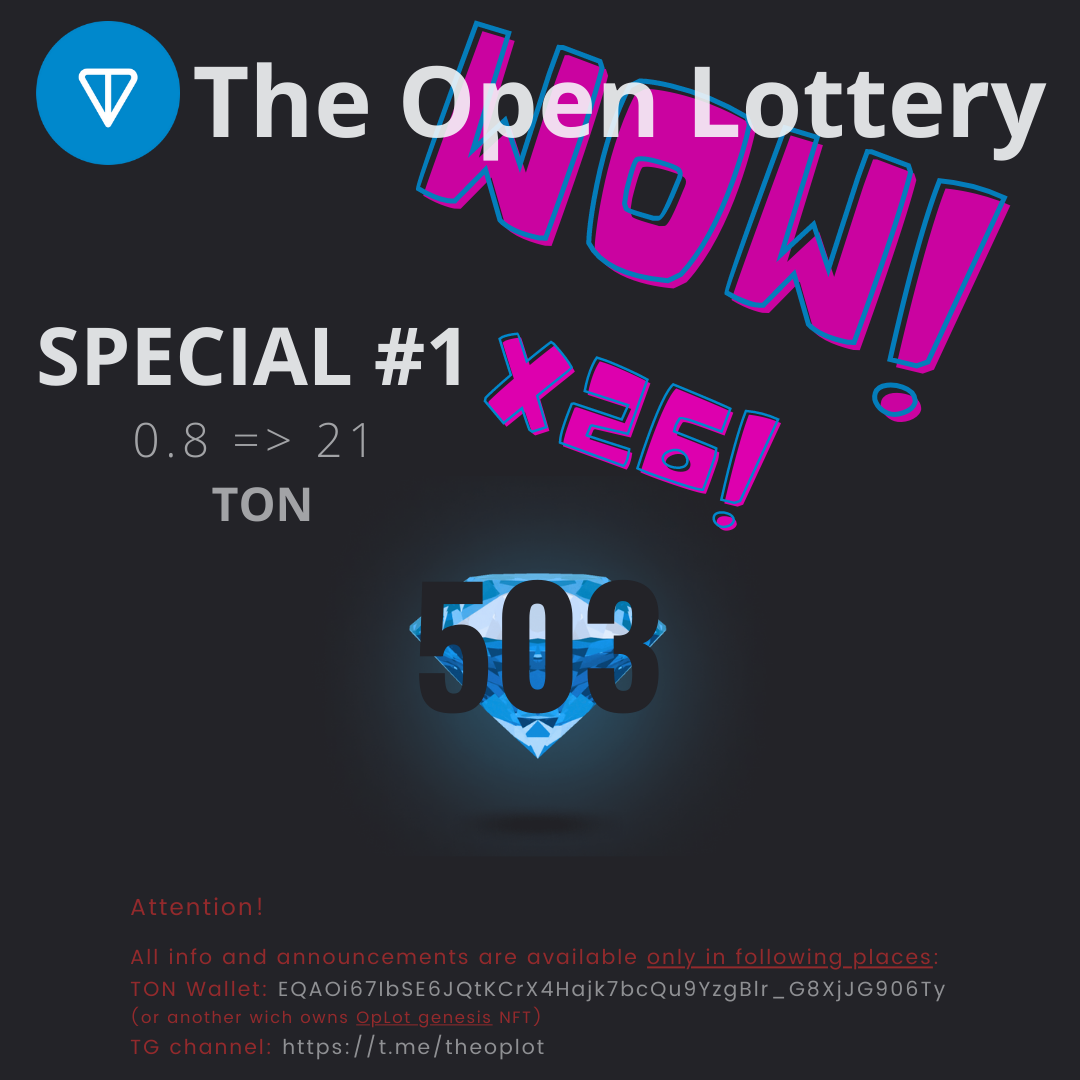 The Open Lottery
WOW!
SPECIAL #1
X26!
0.8 => 21
TON
503
Attention!
All info and announcements are available only in following places:
TON Wallet: EQAOi67IbSE6JQtKCrX4Hajk7bcQu9YzgBlr_G8XjJG906Ty
(or another wich owns OpLot genesis NFT)
TG channel: https://t.me/theoplot